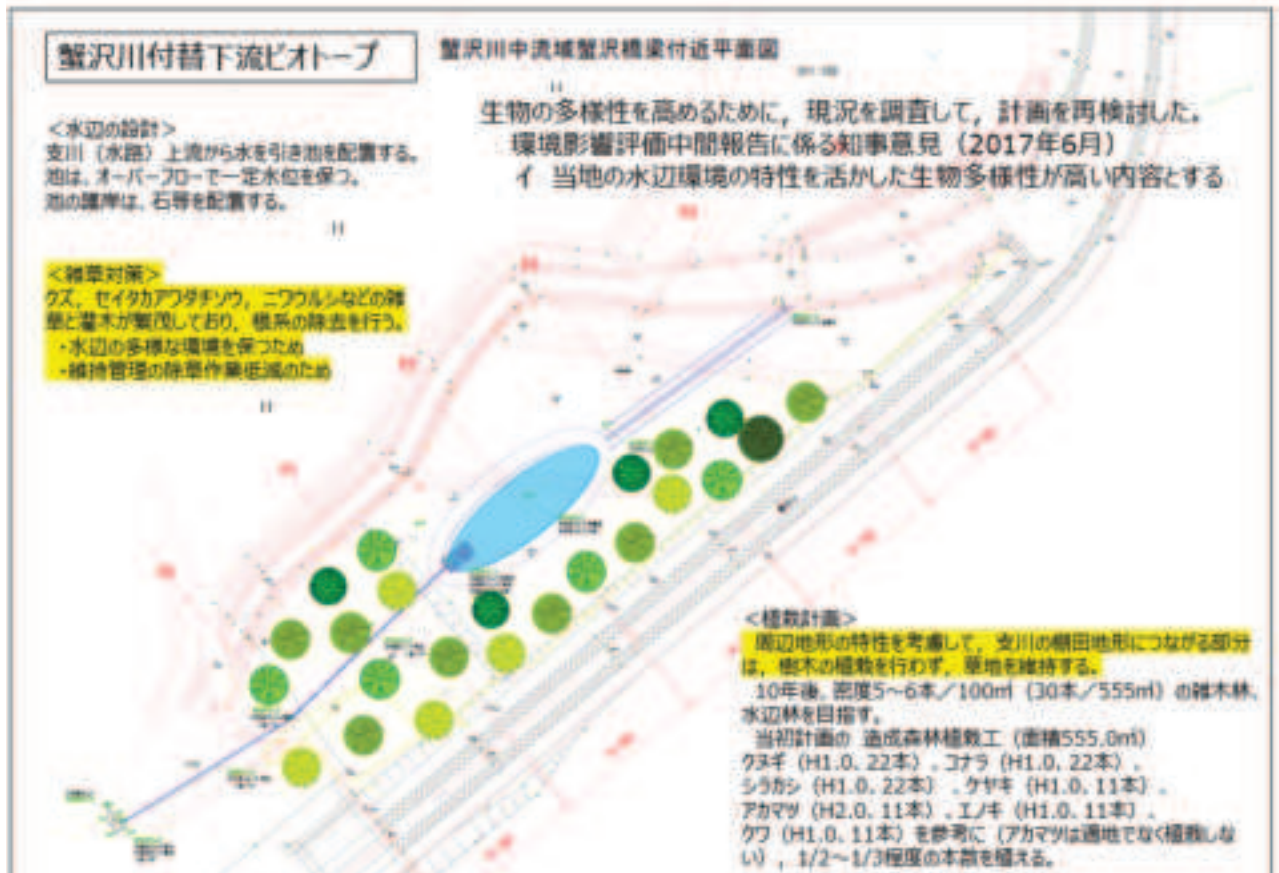 蟹沢川付替下流ビオトープ
蟹沢川中流域蟹沢橋梁付近平面図
生物の多様性を高めるために，現況を調査して，計画を再検討した。
環境影響評価中間報告に係る知事意見（2017年6月）
イ 当地の水辺環境の特性を活かした生物多様性が高い内容とする
＜水辺の設計＞
支川（水路）上流から水を引き池を配置する。
池は、オーバーフローで一定水位を保つ。
池の護岸は、石等を配置する。
＜雑草対策＞
クズ，セイタカアワダチソウ，ニワウルシなどの雑
草と灌木が繁茂しており，根系の除去を行う。
・水辺の多様な環境を保つため
・維持管理の除草作業低減のため
＜植栽計画＞
周辺地形の特性を考慮して，支川の棚田地形につながる部分
は，樹木の植栽を行わず，草地を維持する。
10年後、密度5～6本／100㎡（30本／555㎡）の雑木林、
水辺林を目指す。
当初計画の 造成森林植栽工（面積555.0㎡）
クヌギ（H1.0、22本）、コナラ（H1.0、22本）、
シラカシ（H1.0、22本）、ケヤキ（H1.0、11本）、
アカマツ（H2.0、11本）、エノキ（H1.0、11本）、
クワ（H1.0、11本）を参考に（アカマツは適地でなく植栽しな
い），1/2～1/3程度の本数を植える。